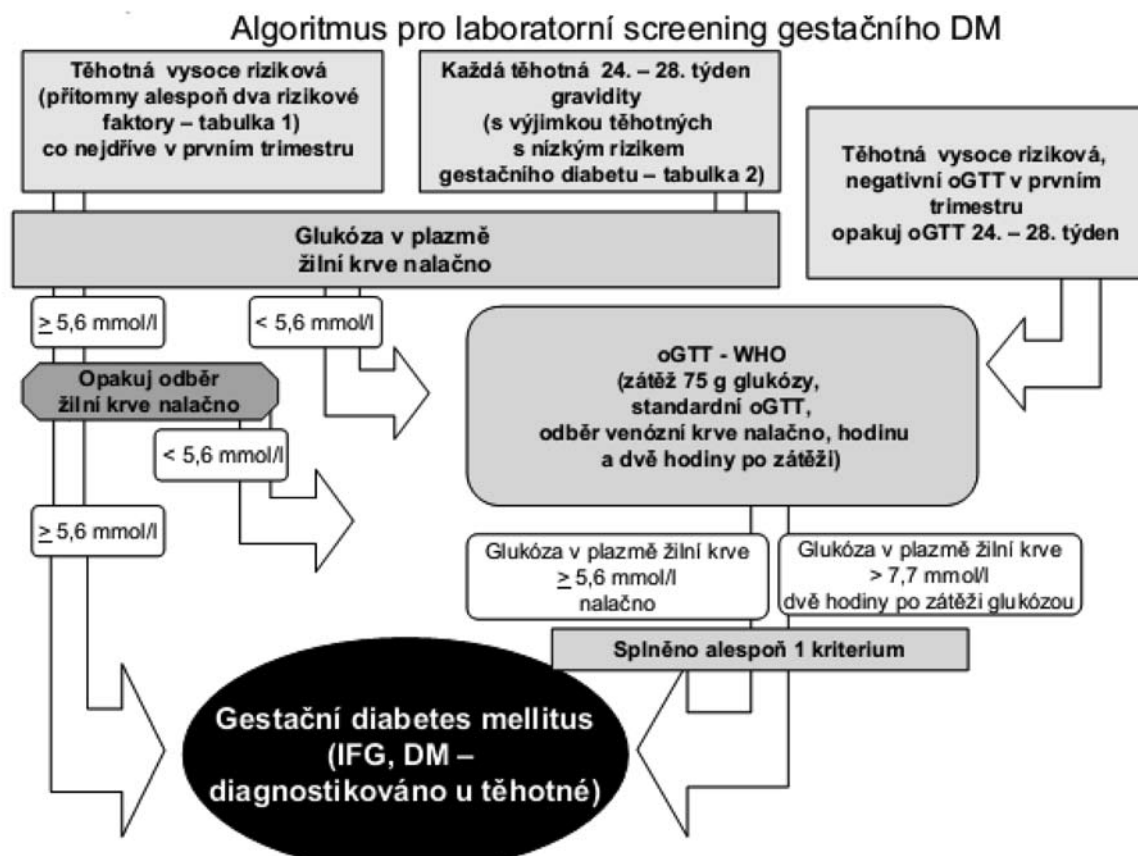 Algoritmus pro laboratorní screening gestačního DM
Těhotná vysoce riziková
(přítomny alespoň dva rizikové
faktory – tabulka 1)
co nejdříve v prvním trimestru
Každá těhotná 24. – 28. týden
gravidity
(s výjimkou těhotných
s nízkým rizikem
gestačního diabetu – tabulka 2)
Těhotná vysoce riziková,
negativní oGTT v prvním
trimestru
opakuj oGTT 24. – 28. týden
Glukóza v plazmě
žilní krve nalačno
≥ 5,6 mmol/l
< 5,6 mmol/l
Opakuj odběr
žilní krve nalačno
< 5,6 mmol/l
≥ 5,6 mmol/l
oGTT - WHO
(zátěž 75 g glukózy,
standardní oGTT,
odběr venózní krve nalačno, hodinu
a dvě hodiny po zátěži)
Glukóza v plazmě žilní krve
≥ 5,6 mmol/l
nalačno
Glukóza v plazmě žilní krve
> 7,7 mmol/l
dvě hodiny po zátěži glukózou
Splněno alespoň 1 kriterium
Gestační diabetes mellitus
(IFG, DM –
diagnostikováno u těhotné)